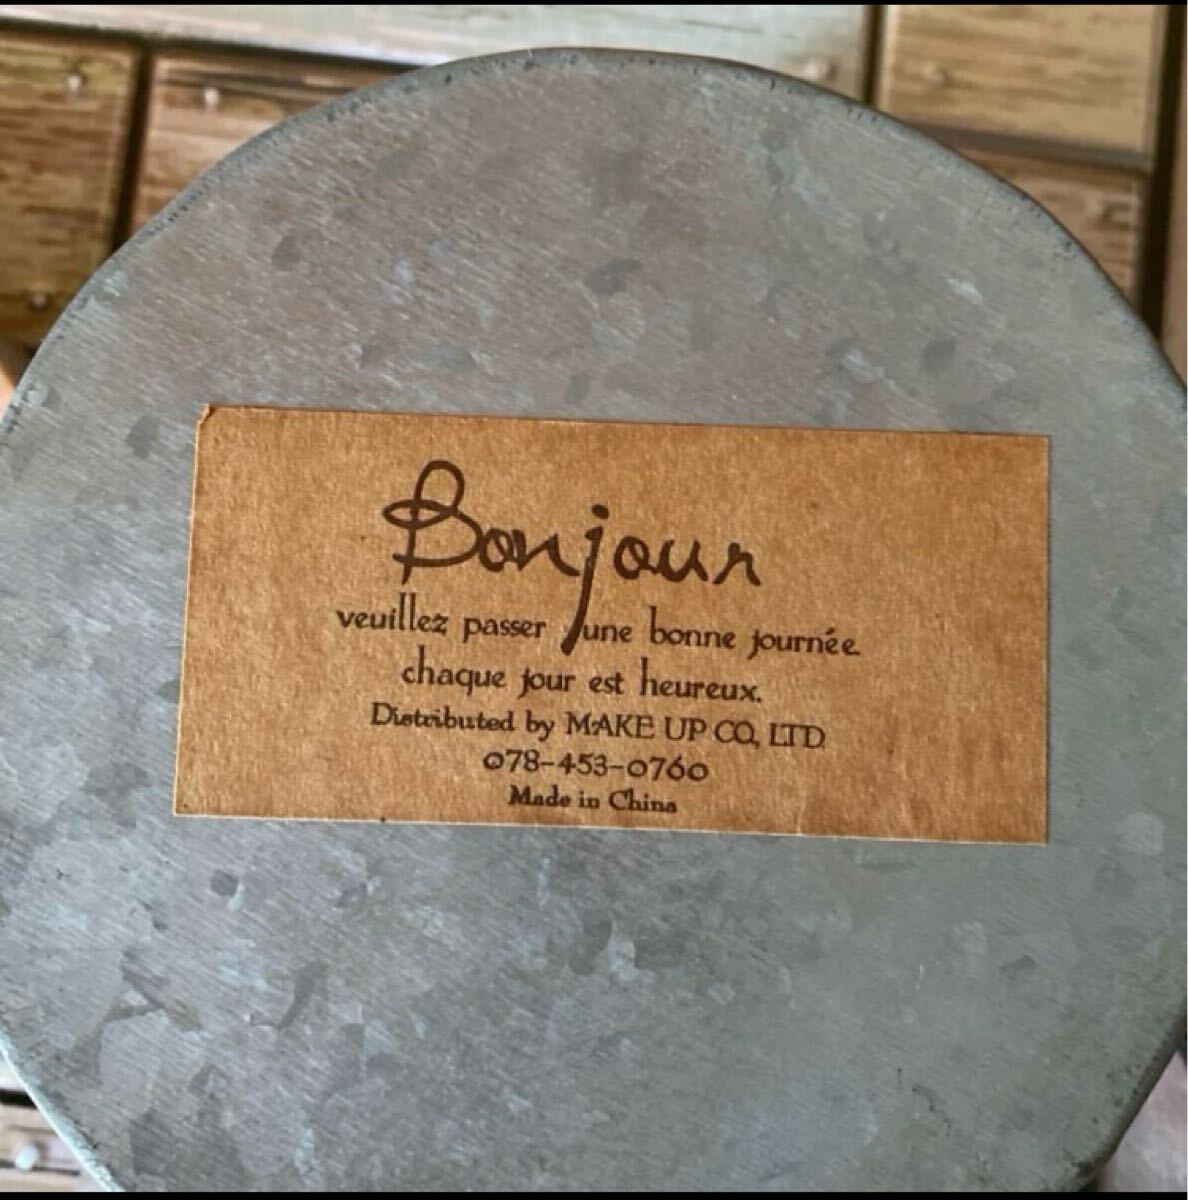 Bonjour
veuillez passer une bonne journée.
chaque jour est heureux.
Distributed by MAKE UP CO., LTD
078-453-0760
Made in China